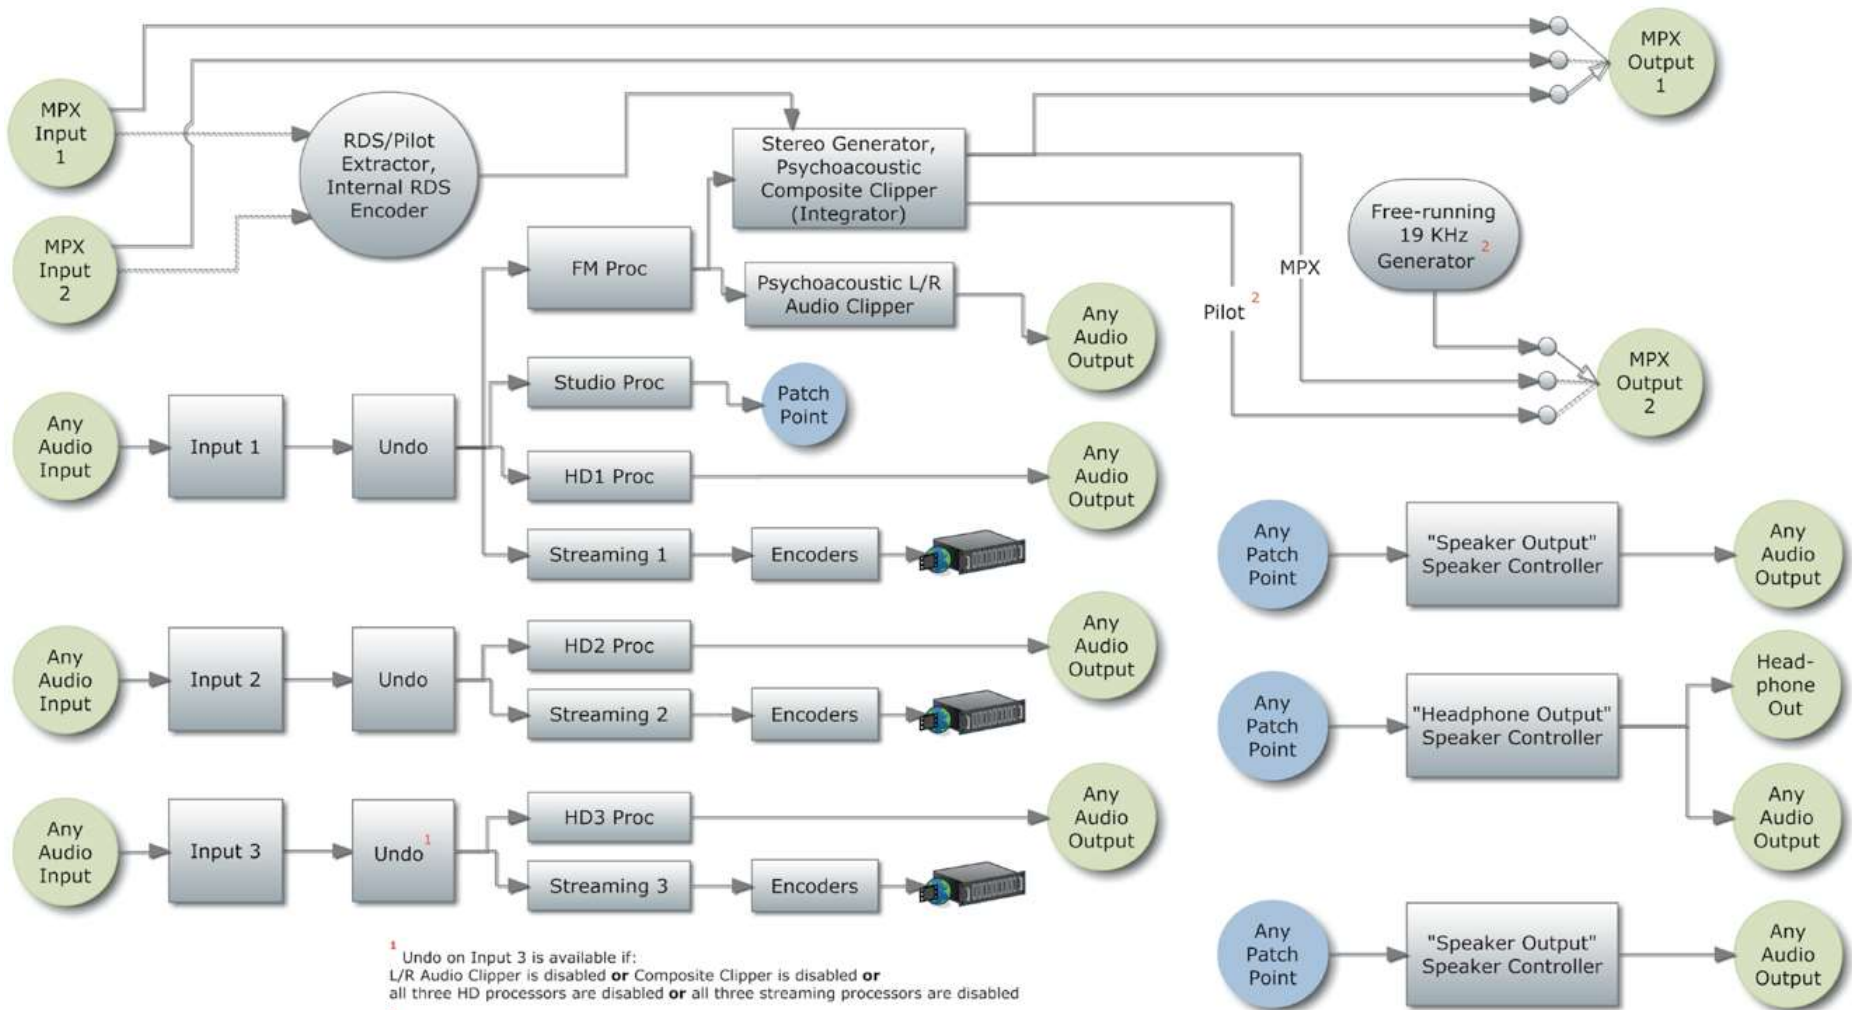 MPX
Input
1
MPX
Input
2
RDS/Pilot
Extractor,
Internal RDS
Encoder
Stereo Generator,
Psychoacoustic
Composite Clipper
(Integrator)
MPX
Output
1
Free-running
19 KHz
Generator 2
MPX
Pilot 2
MPX
Output
2
FM Proc
Psychoacoustic L/R
Audio Clipper
Any
Audio
Output
Studio Proc
Patch
Point
Any
Audio
Input
Input 1
Undo
HD1 Proc
Any
Audio
Output
Streaming 1
Encoders
Any
Audio
Input
Input 2
Undo
HD2 Proc
Any
Audio
Output
Streaming 2
Encoders
Any
Audio
Input
Input 3
Undo 1
HD3 Proc
Any
Audio
Output
Streaming 3
Encoders
Any
Patch
Point
"Speaker Output"
Speaker Controller
Any
Audio
Output
Any
Patch
Point
"Headphone Output"
Speaker Controller
Head-
phone
Out
Any
Audio
Output
Any
Patch
Point
"Speaker Output"
Speaker Controller
Any
Audio
Output
1 Undo on Input 3 is available if:
L/R Audio Clipper is disabled or Composite Clipper is disabled or
all three HD processors are disabled or all three streaming processors are disabled